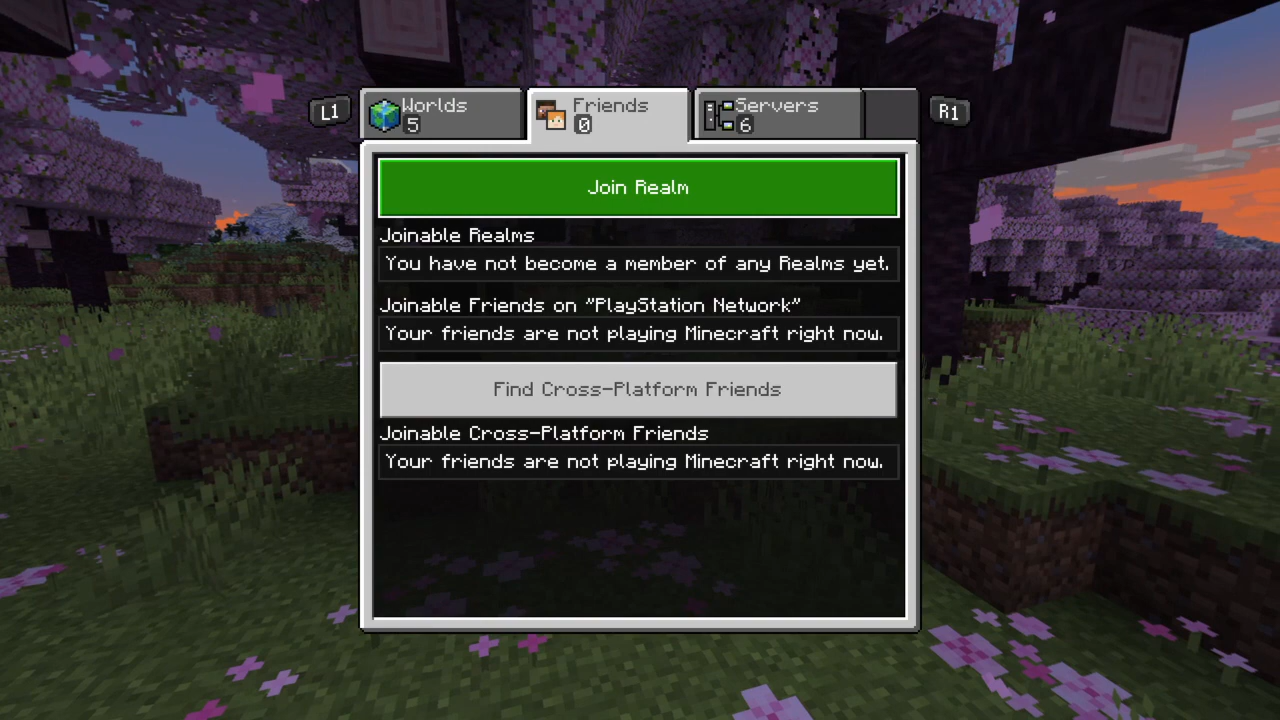 L1
Worlds
5
Friends
0
Servers
6
R1
Join Realm
Joinable Realms
You have not become a member of any Realms yet.
Joinable Friends on "PlayStation Network"
Your friends are not playing Minecraft right now.
Find Cross-Platform Friends
Joinable Cross-Platform Friends
Your friends are not playing Minecraft right now.